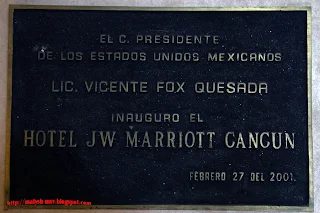 EL C. PRESIDENTE
DE LOS ESTADOS UNIDOS MEXICANOS
LIC. VICENTE FOX QUESADA
INAUGURO EL
HOTEL JW MARRIOTT CANCUN
FEBRERO 27 DEL 2001.